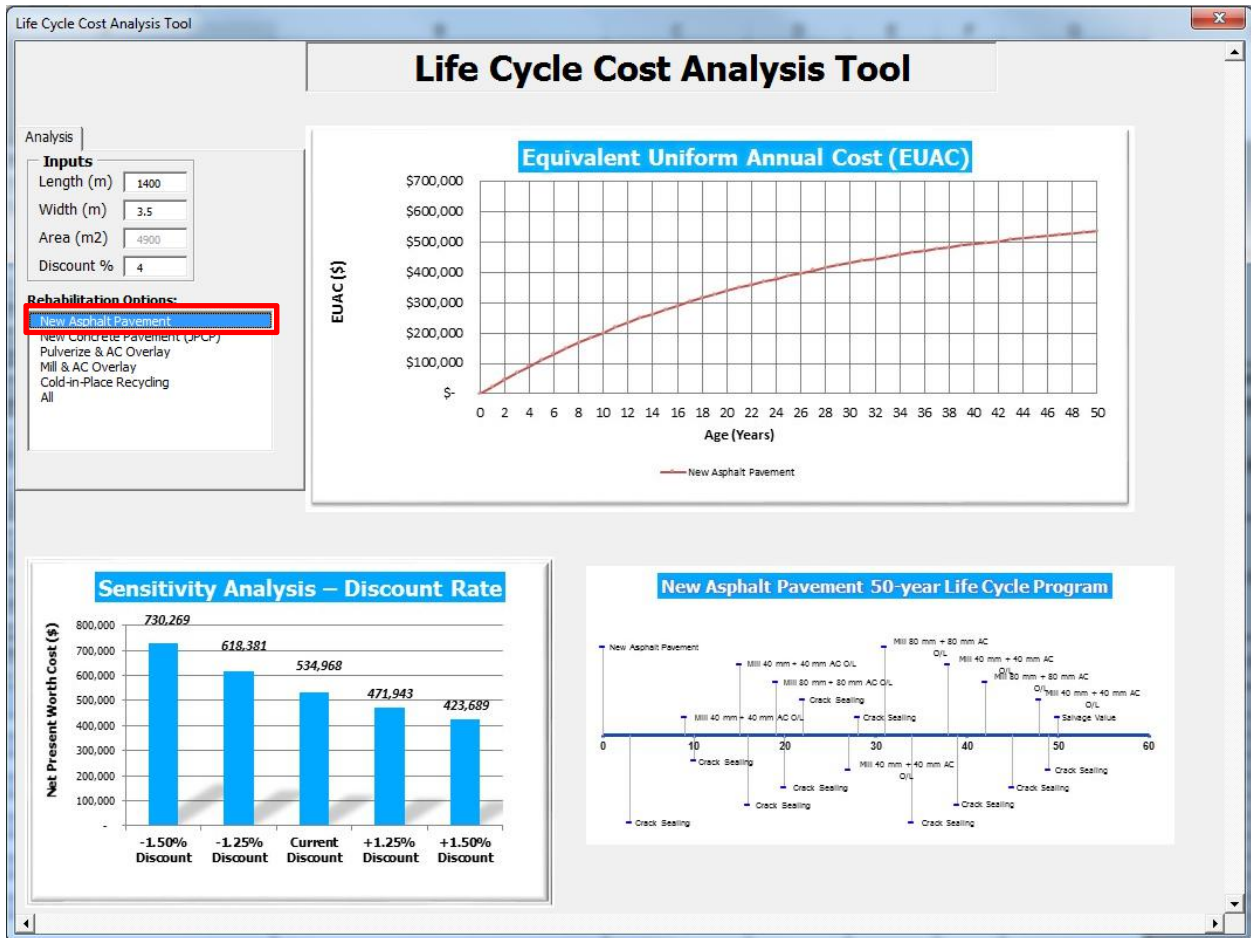 Life Cycle Cost Analysis Tool
Life Cycle Cost Analysis Tool
Analysis
Inputs
Length (m) 1400
Width (m) 3.5
Area (m2) 4900
Discount % 4
Rehabilitation Options:
New Asphalt Pavement
New Concrete Pavement (JPCP)
Pulverize & AC Overlay
Mill & AC Overlay
Cold-in-Place Recycling
All
Equivalent Uniform Annual Cost (EUAC)
EUAC ($)
$700,000
$600,000
$500,000
$400,000
$300,000
$200,000
$100,000
$-
0 2 4 6 8 10 12 14 16 18 20 22 24 26 28 30 32 34 36 38 40 42 44 46 48 50
Age (Years)
New Asphalt Pavement
Sensitivity Analysis – Discount Rate
Net Present Worth Cost ($)
800,000
700,000
600,000
500,000
400,000
300,000
200,000
100,000
-
730,269
618,381
534,968
471,943
423,689
-1.50% -1.25% Current +1.25% +1.50%
Discount Discount Discount Discount Discount
New Asphalt Pavement 50-year Life Cycle Program
New Asphalt Pavement
Mill 80 mm + 80 mm AC
O/L
Mill 40 mm + 40 mm AC O/L
Mill 40 mm + 40 mm AC
O/L
Mill 80 mm + 80 mm AC O/L
Mill 80 mm + 80 mm AC
O/L
Crack Sealing
Mill 40 mm + 40 mm AC
O/L
Mill 40 mm + 40 mm AC O/L
Crack Sealing
Salvage Value
0 10 20 30 40 50 60
Crack Sealing
Mill 40 mm + 40 mm AC
O/L
Crack Sealing
Crack Sealing
Crack Sealing
Crack Sealing
Crack Sealing
Crack Sealing
Crack Sealing